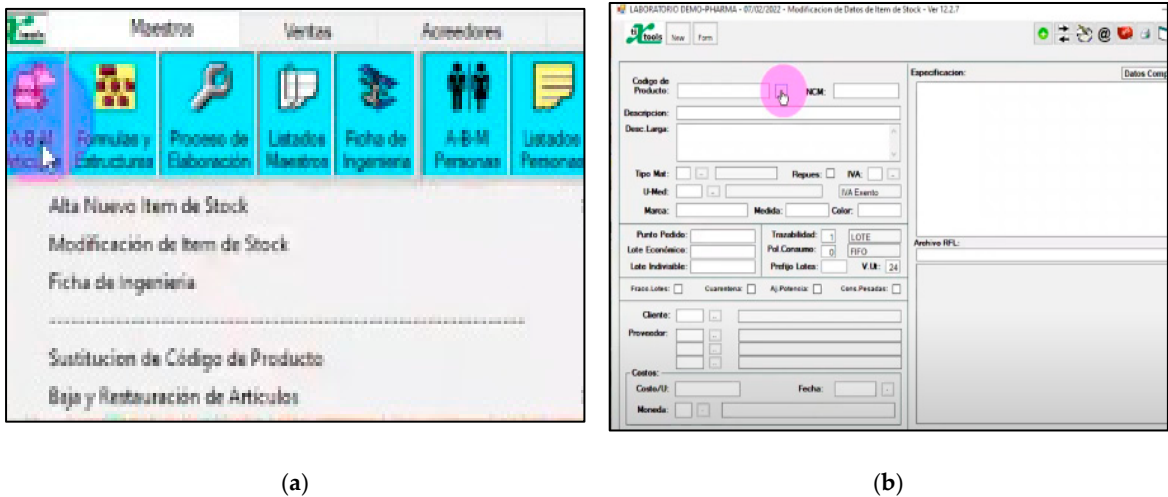 tools
Maestros Ventas Acreedores
A-B-M Formulas y Proceso de Listados Ficha de A-B-M Listados
Estructuras Elaboración Maestros Ingenieria Personas Personas
Alta Nuevo Item de Stock
Modificación de Item de Stock
Ficha de Ingenieria
Sustitucion de Código de Producto
Baja y Restauración de Artículos
(a)
LABORATORIO DEMO-PHARMA - 07/02/2022 - Modificacion de Datos de Item de Stock - Ver 12.2.7
tools New Form
Codigo de
Producto: NCM:
Descripcion:
Desc.Larga:
Tipo Mat: Repues: IVA:
U-Med: IVA Exento
Marca: Medida: Color:
Punto Pedido: Trazabilidad: 1 LOTE
Lote Económico: Pol.Consumo: 0 FIFO
Lote Indivisible: Prefijo Lotes: V.Ut: 24
Fracc.Lotes: Cuarentena: Aj.Potencia: Cons.Pesadas:
Cliente:
Proveedor:
Costos:
Costo/U: Fecha:
Moneda:
Especificacion: Datos Comp
Archivo RFL:
(b)